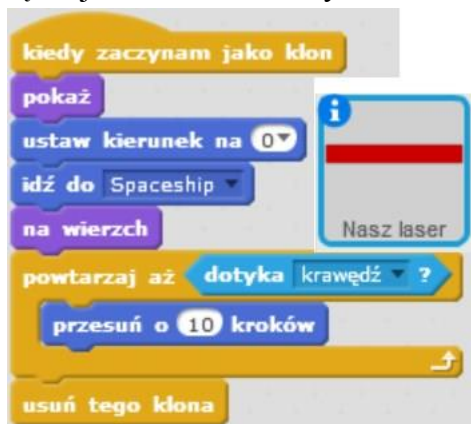 kiedy zaczynam jako klon
pokaż
ustaw kierunek na 0
idź do Spaceship
na wierzch
Nasz laser
powtarzaj aż dotyka krawędź ?
przesuń o 10 kroków
usuń tego klona